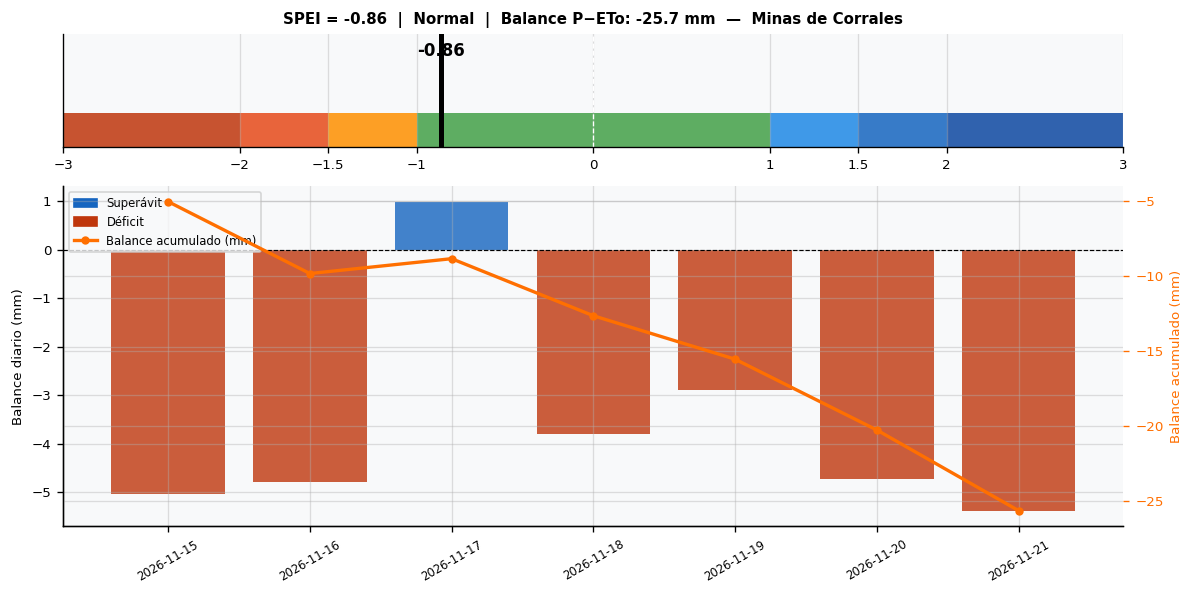 SPEI = -0.86  |  Normal  |  Balance P−ETo: -25.7 mm  —  Minas de Corrales
-0.86
−3 −2 −1.5 −1 0 1 1.5 2 3
Superávit
Déficit
Balance acumulado (mm)
Balance diario (mm)
1
0
−1
−2
−3
−4
−5
−5
−10
−15
−20
−25
Balance acumulado (mm)
2026-11-15 2026-11-16 2026-11-17 2026-11-18 2026-11-19 2026-11-20 2026-11-21